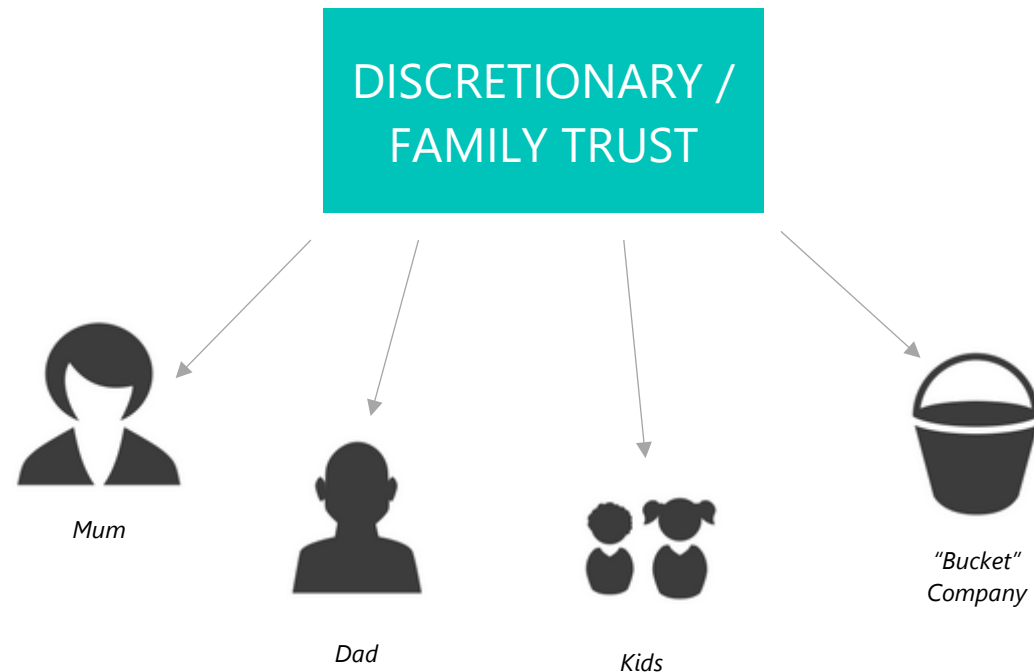 DISCRETIONARY /
FAMILY TRUST
Mum
Dad
Kids
“Bucket”
Company